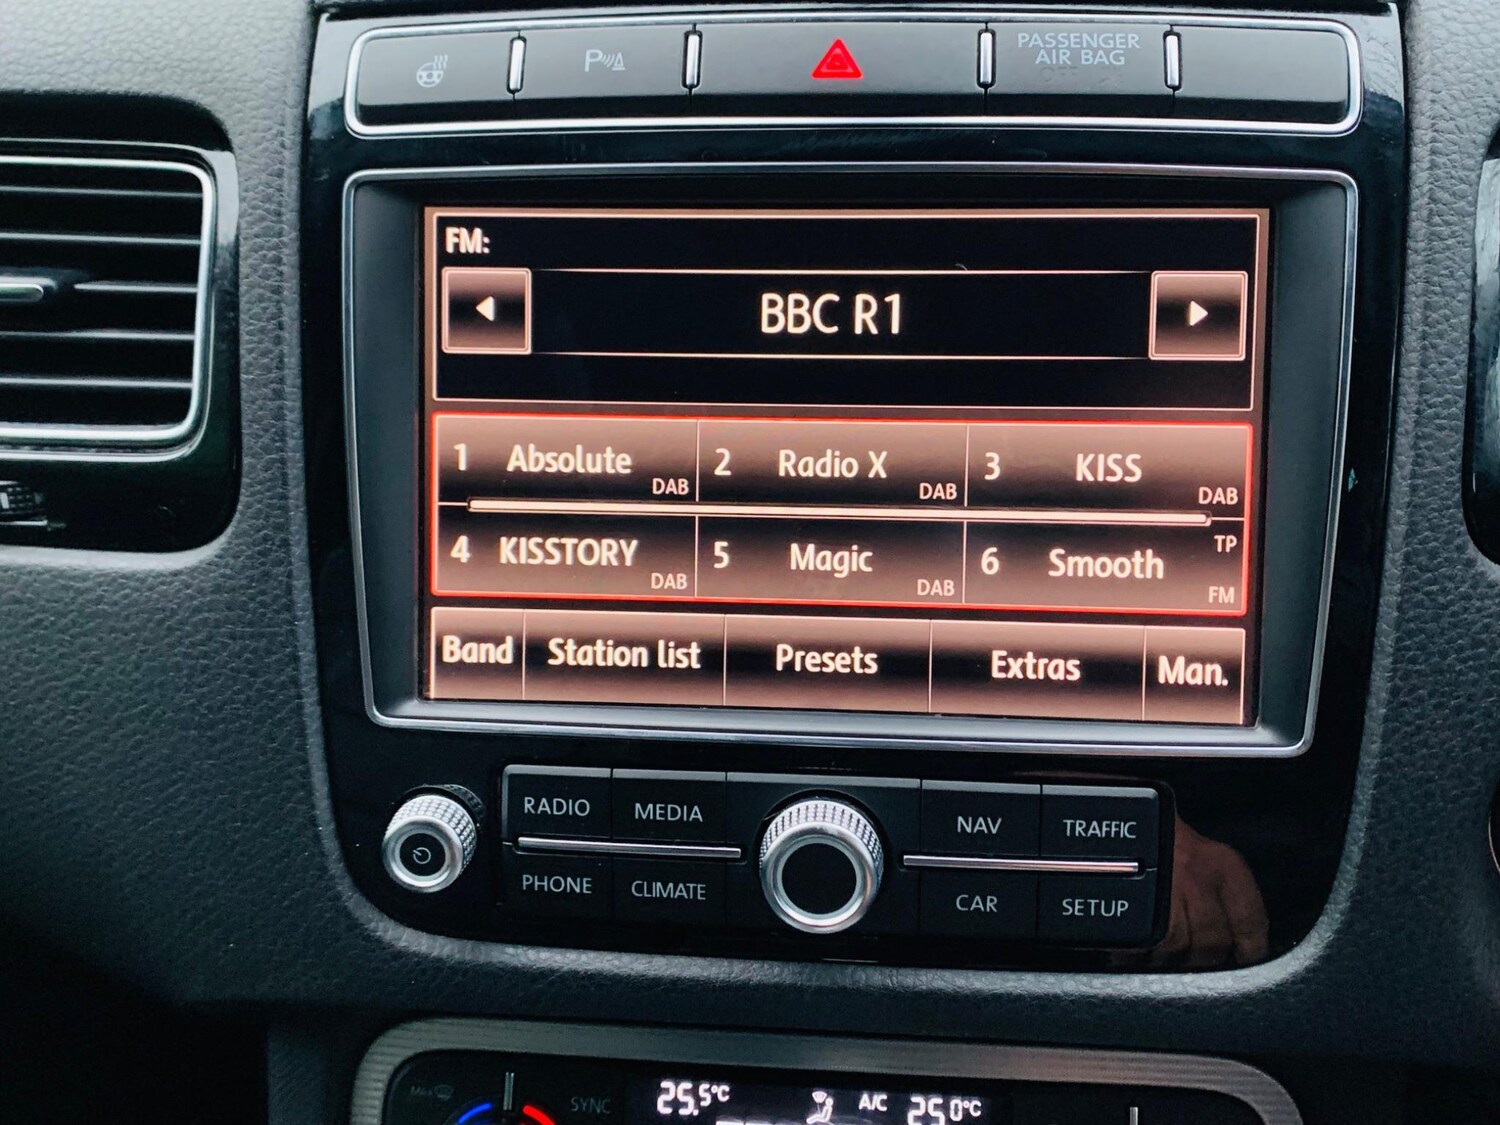 P
PASSENGER
AIR BAG
FM:
BBC R1
1 Absolute DAB
2 Radio X DAB
3 KISS DAB
4 KISSTORY DAB
5 Magic DAB
6 Smooth TP FM
Band Station list Presets Extras Man.
RADIO MEDIA NAV TRAFFIC
PHONE CLIMATE CAR SETUP
MAX SYNC 25.5°C A/C 25.0°C